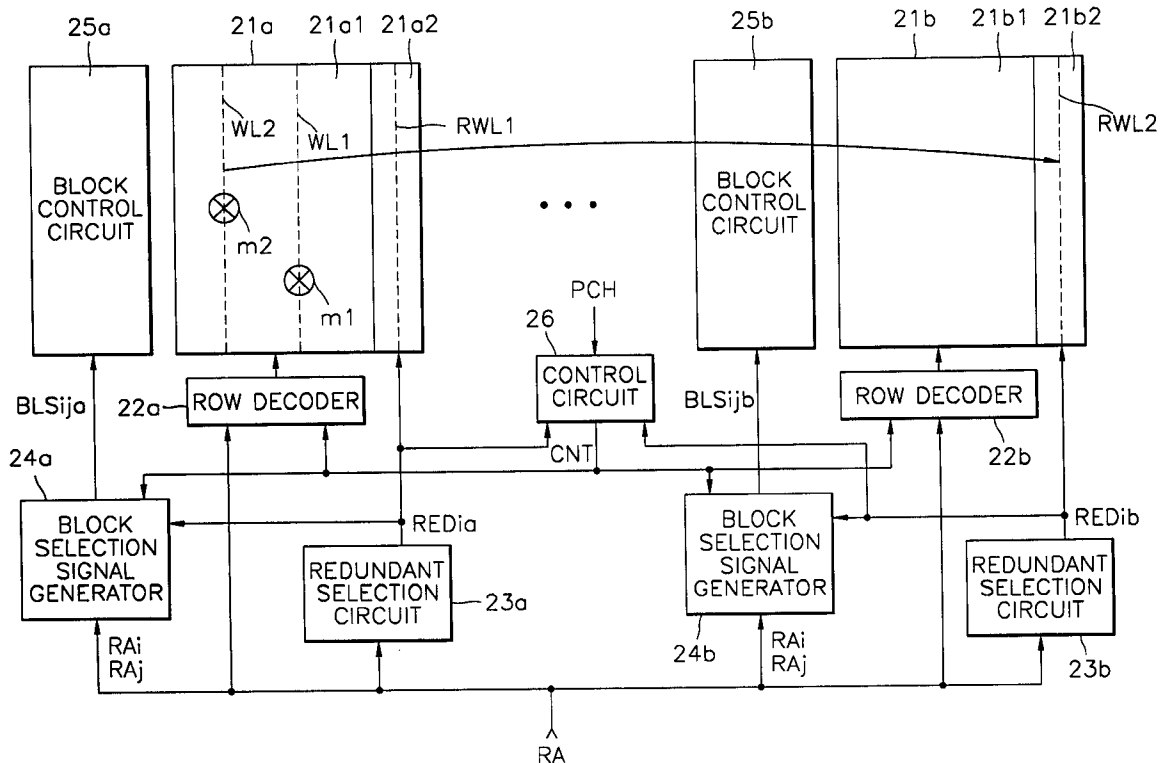 25a
21a
21a1
21a2
25b
21b
21b1
21b2
WL2
WL1
RWL1
RWL2
BLOCK
CONTROL
CIRCUIT
m2
m1
• • •
BLOCK
CONTROL
CIRCUIT
PCH
26
CONTROL
CIRCUIT
BLSija
22a
ROW DECODER
BLSijb
ROW DECODER
22b
CNT
24a
BLOCK
SELECTION
SIGNAL
GENERATOR
REDia
REDUNDANT
SELECTION
CIRCUIT
23a
BLOCK
SELECTION
SIGNAL
GENERATOR
24b
REDib
REDUNDANT
SELECTION
CIRCUIT
23b
RAi
RAj
RAi
RAj
RA